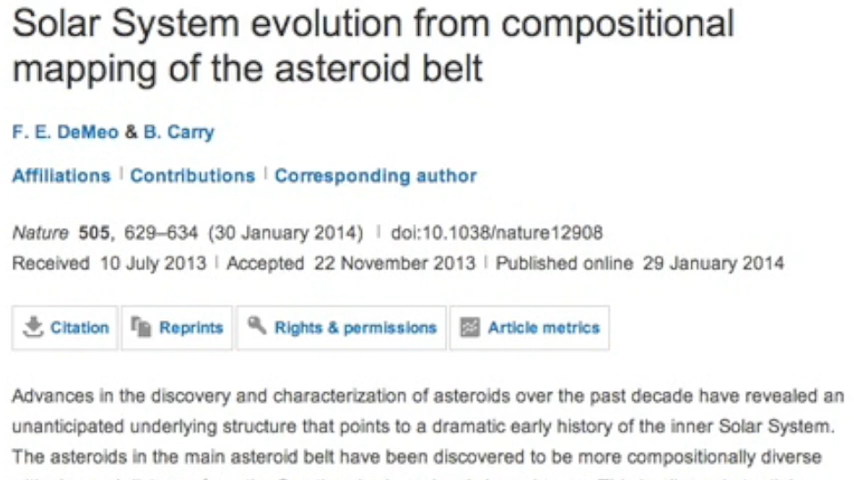 Solar System evolution from compositional
mapping of the asteroid belt
F. E. DeMeo & B. Carry
Affiliations | Contributions | Corresponding author
Nature 505, 629–634 (30 January 2014) | doi:10.1038/nature12908
Received 10 July 2013 | Accepted 22 November 2013 | Published online 29 January 2014
Citation Reprints Rights & permissions Article metrics
Advances in the discovery and characterization of asteroids over the past decade have revealed an
unanticipated underlying structure that points to a dramatic early history of the inner Solar System.
The asteroids in the main asteroid belt have been discovered to be more compositionally diverse